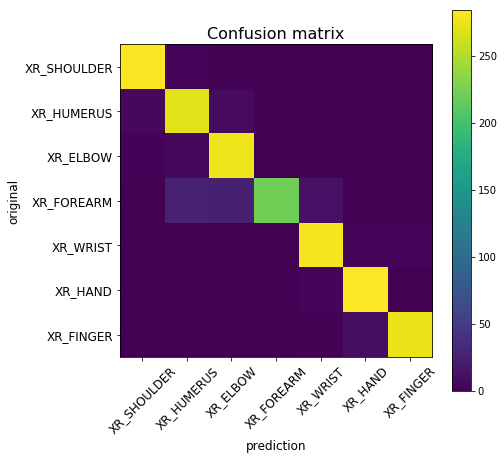 Confusion matrix
original
XR_SHOULDER
XR_HUMERUS
XR_ELBOW
XR_FOREARM
XR_WRIST
XR_HAND
XR_FINGER
XR_SHOULDER
XR_HUMERUS
XR_ELBOW
XR_FOREARM
XR_WRIST
XR_HAND
XR_FINGER
prediction
250
200
150
100
50
0